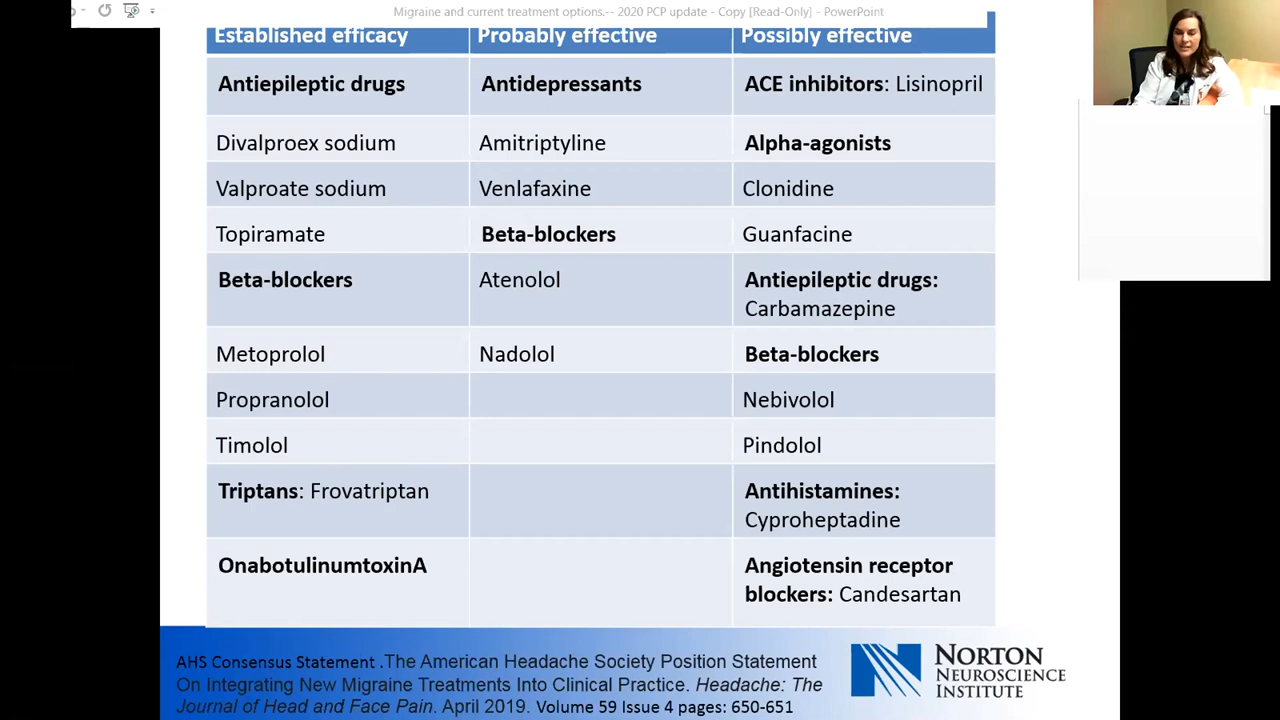 Migraine and current treatment options.-- 2020 PCP update - Copy [Read-Only] - PowerPoint
Established efficacy Probably effective Possibly effective
Antiepileptic drugs Antidepressants ACE inhibitors: Lisinopril
Divalproex sodium Amitriptyline Alpha-agonists
Valproate sodium Venlafaxine Clonidine
Topiramate Beta-blockers Guanfacine
Beta-blockers Atenolol Antiepileptic drugs:
Carbamazepine
Metoprolol Nadolol Beta-blockers
Propranolol Nebivolol
Timolol Pindolol
Triptans: Frovatriptan Antihistamines:
Cyproheptadine
OnabotulinumtoxinA Angiotensin receptor
blockers: Candesartan
AHS Consensus Statement .The American Headache Society Position Statement
On Integrating New Migraine Treatments Into Clinical Practice. Headache: The
Journal of Head and Face Pain. April 2019. Volume 59 Issue 4 pages: 650-651
NORTON
NEUROSCIENCE
INSTITUTE